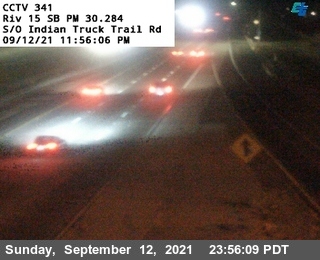 CCTV 341
Riv 15 SB PM 30.284
S/O Indian Truck Trail Rd
09/12/21 11:56:06 PM
Sunday, September 12, 2021 23:56:09 PDT